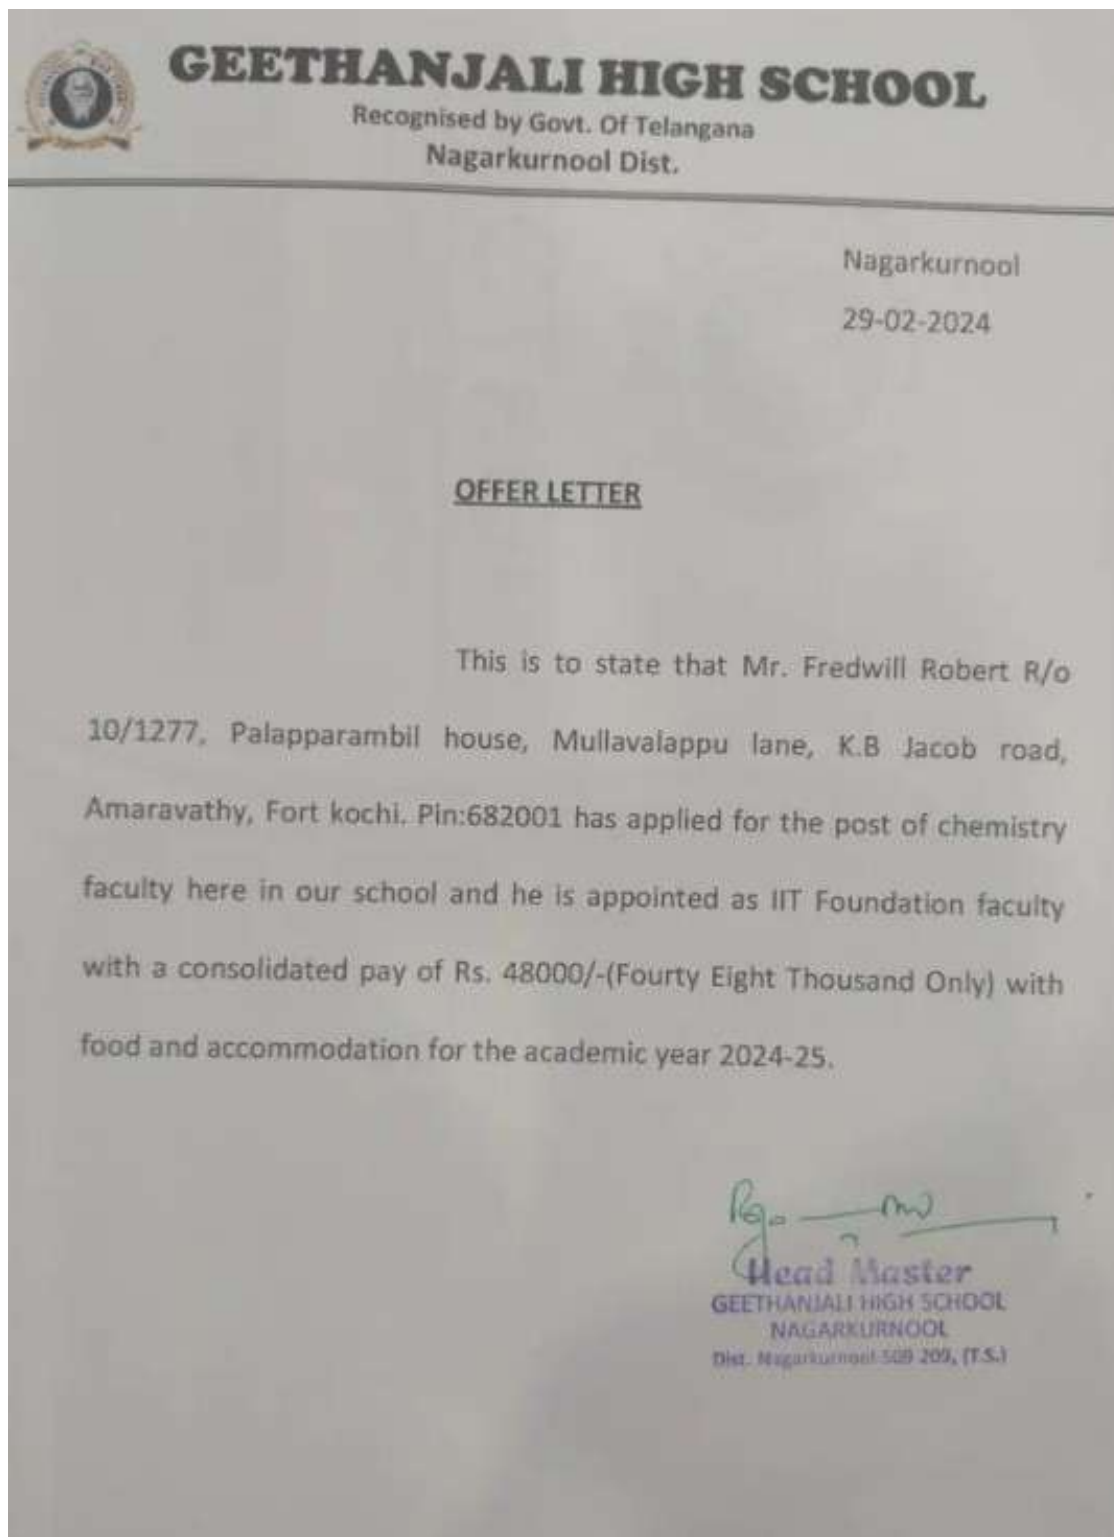 GEETHANJALI HIGH SCHOOL
Recognised by Govt. Of Telangana
Nagarkurnool Dist.
Nagarkurnool
29-02-2024
OFFER LETTER
This is to state that Mr. Fredwill Robert R/o
10/1277, Palapparambil house, Mullavalappu lane, K.B Jacob road,
Amaravathy, Fort kochi. Pin:682001 has applied for the post of chemistry
faculty here in our school and he is appointed as IIT Foundation faculty
with a consolidated pay of Rs. 48000/-(Fourty Eight Thousand Only) with
food and accommodation for the academic year 2024-25.
Head Master
GEETHANJALI HIGH SCHOOL
NAGARKURNOOL
Dist. Nagarkurnool-509 209, (T.S.)